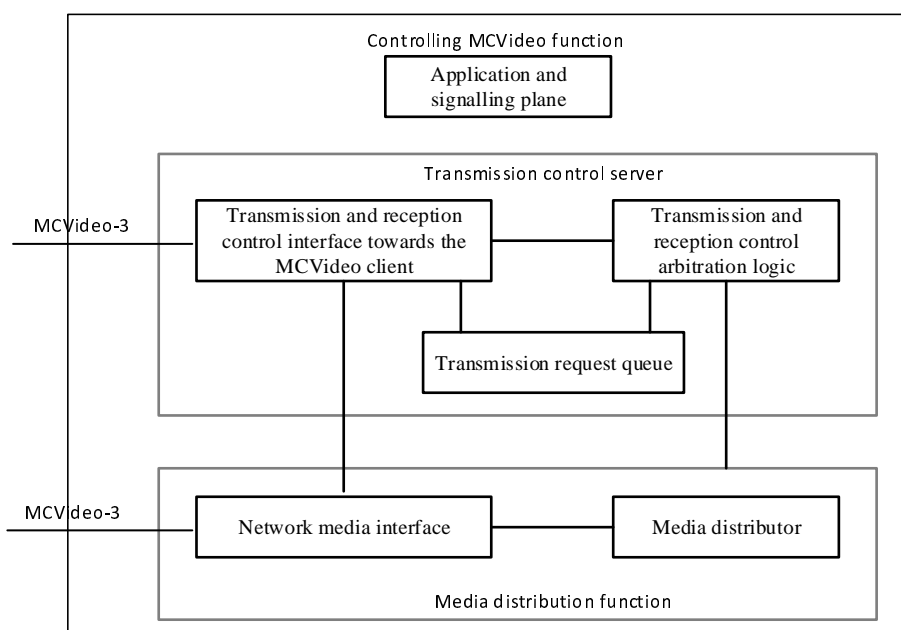 Controlling MCVideo function
Application and
signalling plane
Transmission control server
MCVideo-3
Transmission and reception
control interface towards the
MCVideo client
Transmission and
reception control
arbitration logic
Transmission request queue
MCVideo-3
Network media interface
Media distributor
Media distribution function